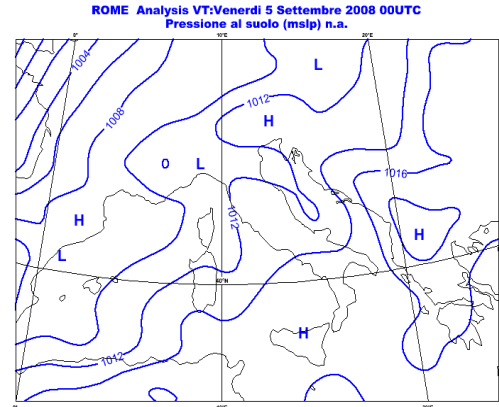 ROME Analysis VT:Venerdi 5 Settembre 2008 00UTC
Pressione al suolo (mslp) n.a.
0° 10°E 20°E
1004
L
1012
1008
H
O L
1016
1012
H
H
L
40°N
H
1012